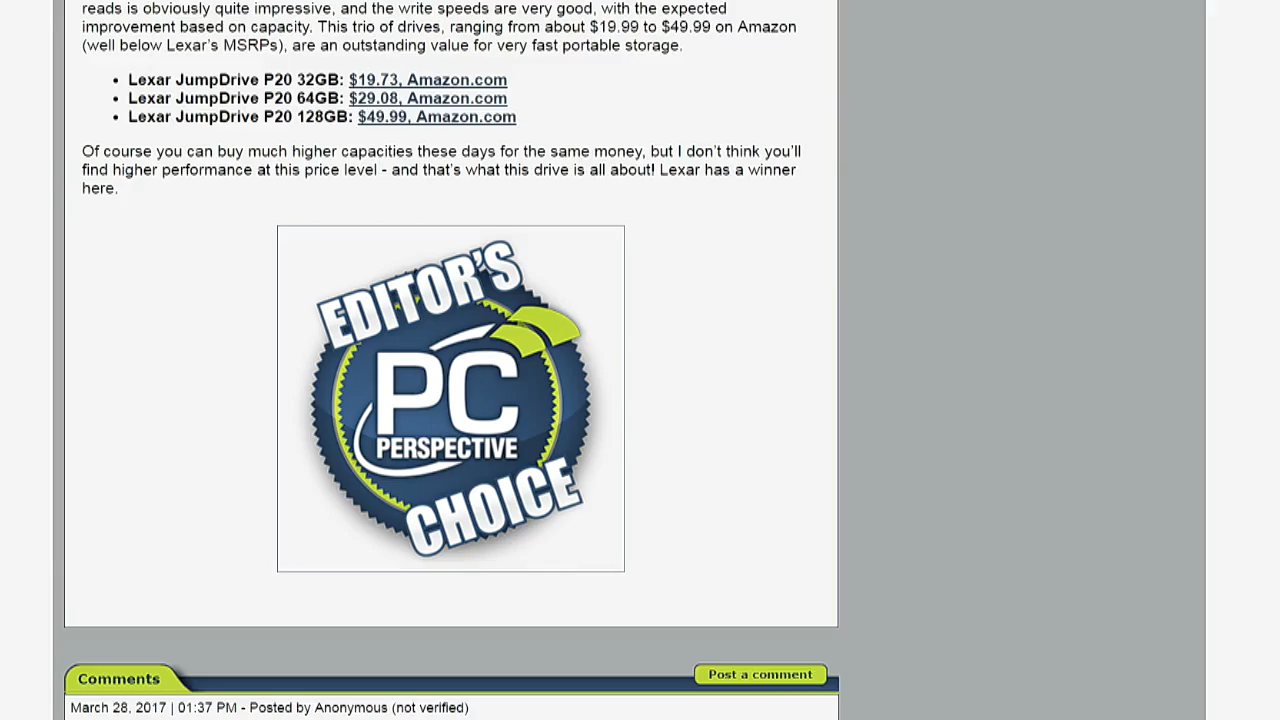 reads is obviously quite impressive, and the write speeds are very good, with the expected
improvement based on capacity. This trio of drives, ranging from about $19.99 to $49.99 on Amazon
(well below Lexar’s MSRPs), are an outstanding value for very fast portable storage.
• Lexar JumpDrive P20 32GB: $19.73, Amazon.com
• Lexar JumpDrive P20 64GB: $29.08, Amazon.com
• Lexar JumpDrive P20 128GB: $49.99, Amazon.com
Of course you can buy much higher capacities these days for the same money, but I don’t think you’ll
find higher performance at this price level - and that’s what this drive is all about! Lexar has a winner
here.
EDITOR’S
PC
PERSPECTIVE
CHOICE
Comments
Post a comment
March 28, 2017 | 01:37 PM - Posted by Anonymous (not verified)